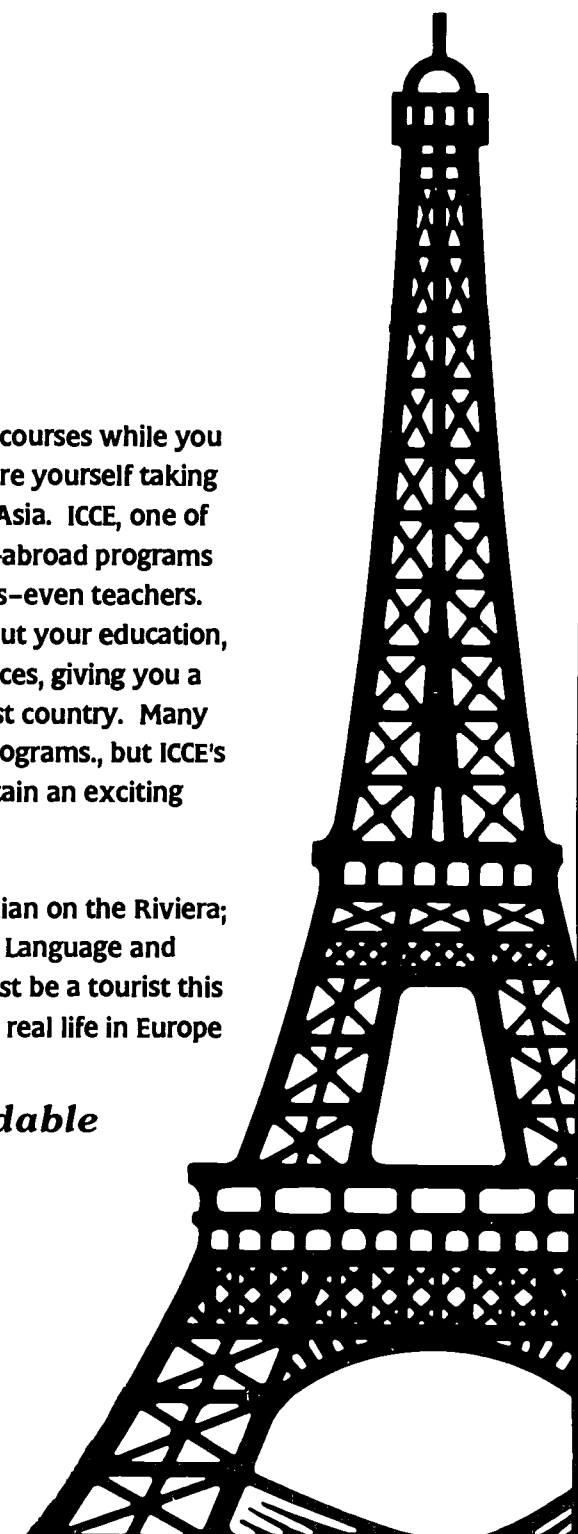 courses while you
re yourself taking
Asia. ICCE, one of
-abroad programs
s-even teachers.
ut your education,
ces, giving you a
st country. Many
ograms., but ICCE's
tain an exciting
ian on the Riviera;
Language and
st be a tourist this
real life in Europe
dable